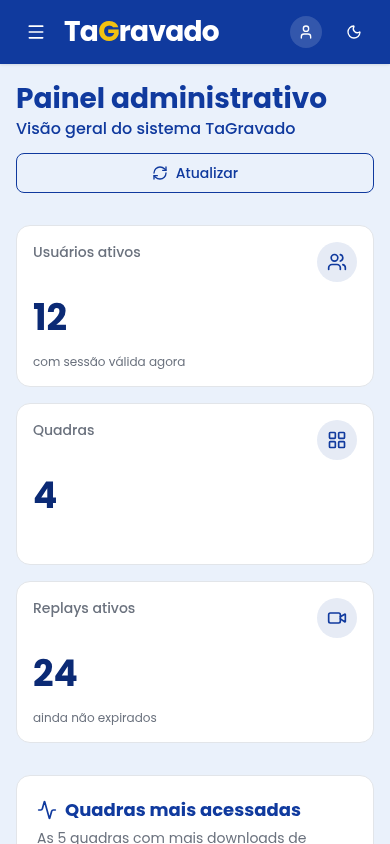 TaGravado
Painel administrativo
Visão geral do sistema TaGravado
Atualizar
Usuários ativos
12
com sessão válida agora
Quadras
4
Replays ativos
24
ainda não expirados
Quadras mais acessadas
As 5 quadras com mais downloads de